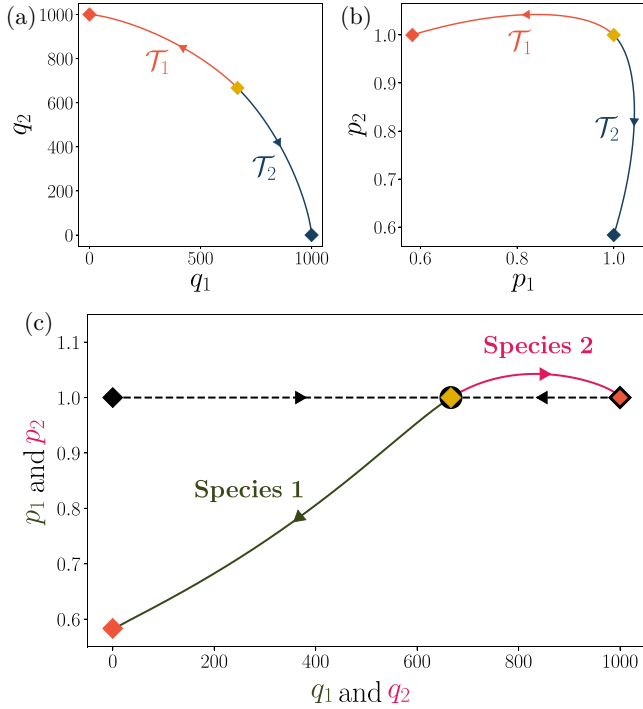 (a)
1000
800
600
400
200
0
q₂
𝒯₁
𝒯₂
0 500 1000
q₁
(b)
1.0
0.9
0.8
0.7
0.6
p₂
𝒯₁
𝒯₂
0.6 0.8 1.0
p₁
(c)
1.1
1.0
0.9
0.8
0.7
0.6
p₁ and p₂
Species 2
Species 1
0 200 400 600 800 1000
q₁ and q₂